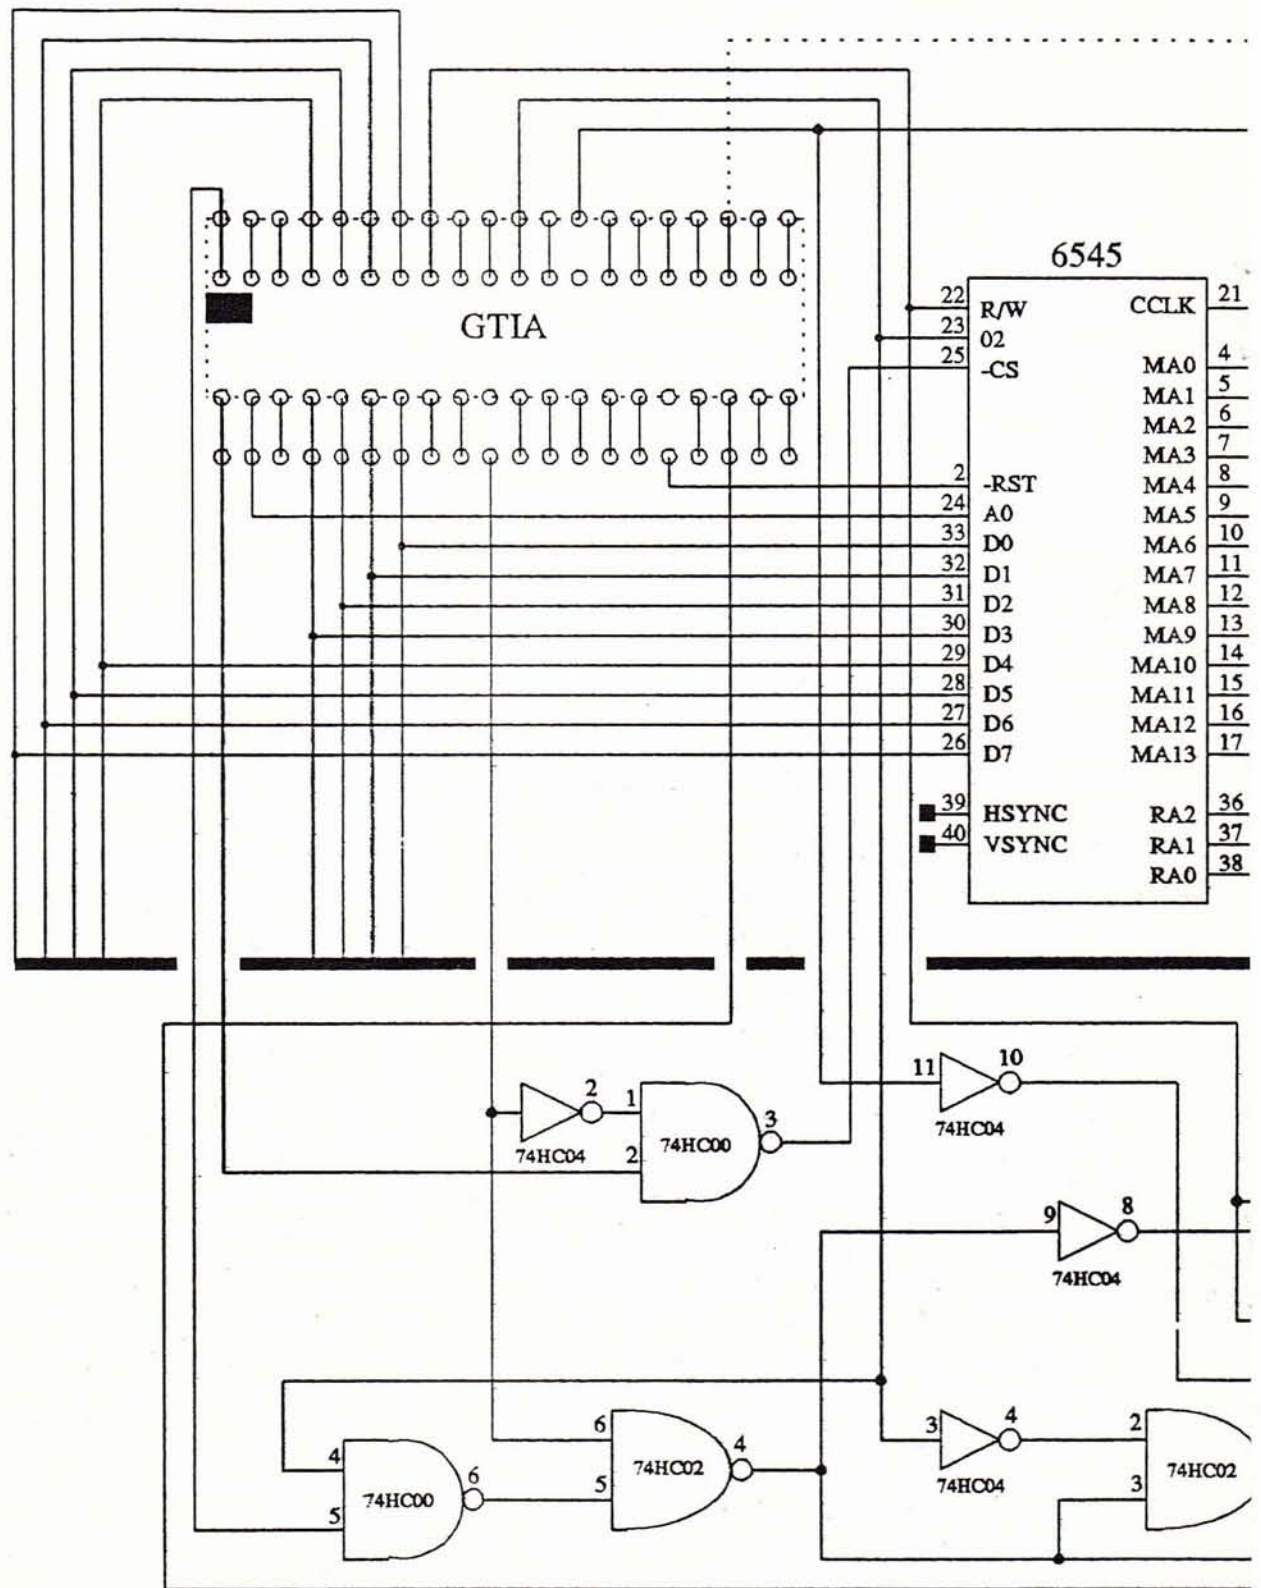 6545
GTIA
22 R/W CCLK 21
23 02
25 -CS MA0 4
MA1 5
MA2 6
MA3 7
2 -RST MA4 8
24 A0 MA5 9
33 D0 MA6 10
32 D1 MA7 11
31 D2 MA8 12
30 D3 MA9 13
29 D4 MA10 14
28 D5 MA11 15
27 D6 MA12 16
26 D7 MA13 17
39 HSYNC RA2 36
40 VSYNC RA1 37
RA0 38
11 10
74HC04
2 1
74HC04
2 74HC00 3
9 8
74HC04
4 6
74HC00
5
6 4
74HC02
5
3 4
74HC04
2
74HC02
3